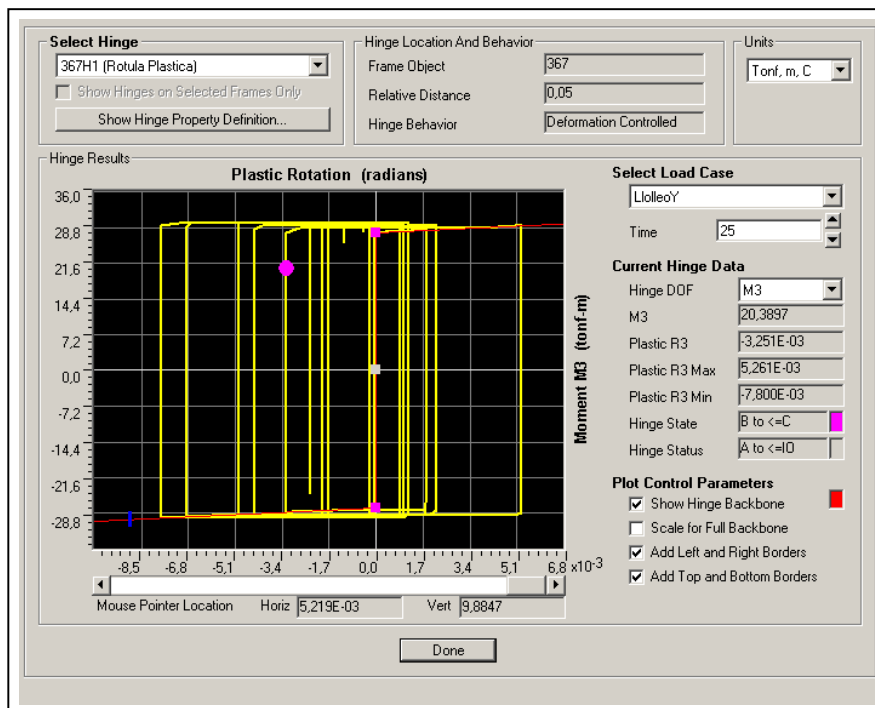 Select Hinge
367H1 (Rotula Plastica)
Show Hinges on Selected Frames Only
Show Hinge Property Definition...
Hinge Location And Behavior
Frame Object 367
Relative Distance 0,05
Hinge Behavior Deformation Controlled
Units
Tonf, m, C
Hinge Results
Plastic Rotation (radians)
36,0
28,8
21,6
14,4
7,2
0,0
-7,2
-14,4
-21,6
-28,8
Moment M3 (tonf-m)
-8,5 -6,8 -5,1 -3,4 -1,7 0,0 1,7 3,4 5,1 6,8 x10 -3
Mouse Pointer Location Horiz 5,219E-03 Vert 9,8847
Select Load Case
LlolleoY
Time 25
Current Hinge Data
Hinge DOF M3
M3 20,3897
Plastic R3 -3,251E-03
Plastic R3 Max 5,261E-03
Plastic R3 Min -7,800E-03
Hinge State B to <=C
Hinge Status A to <=IO
Plot Control Parameters
Show Hinge Backbone
Scale for Full Backbone
Add Left and Right Borders
Add Top and Bottom Borders
Done